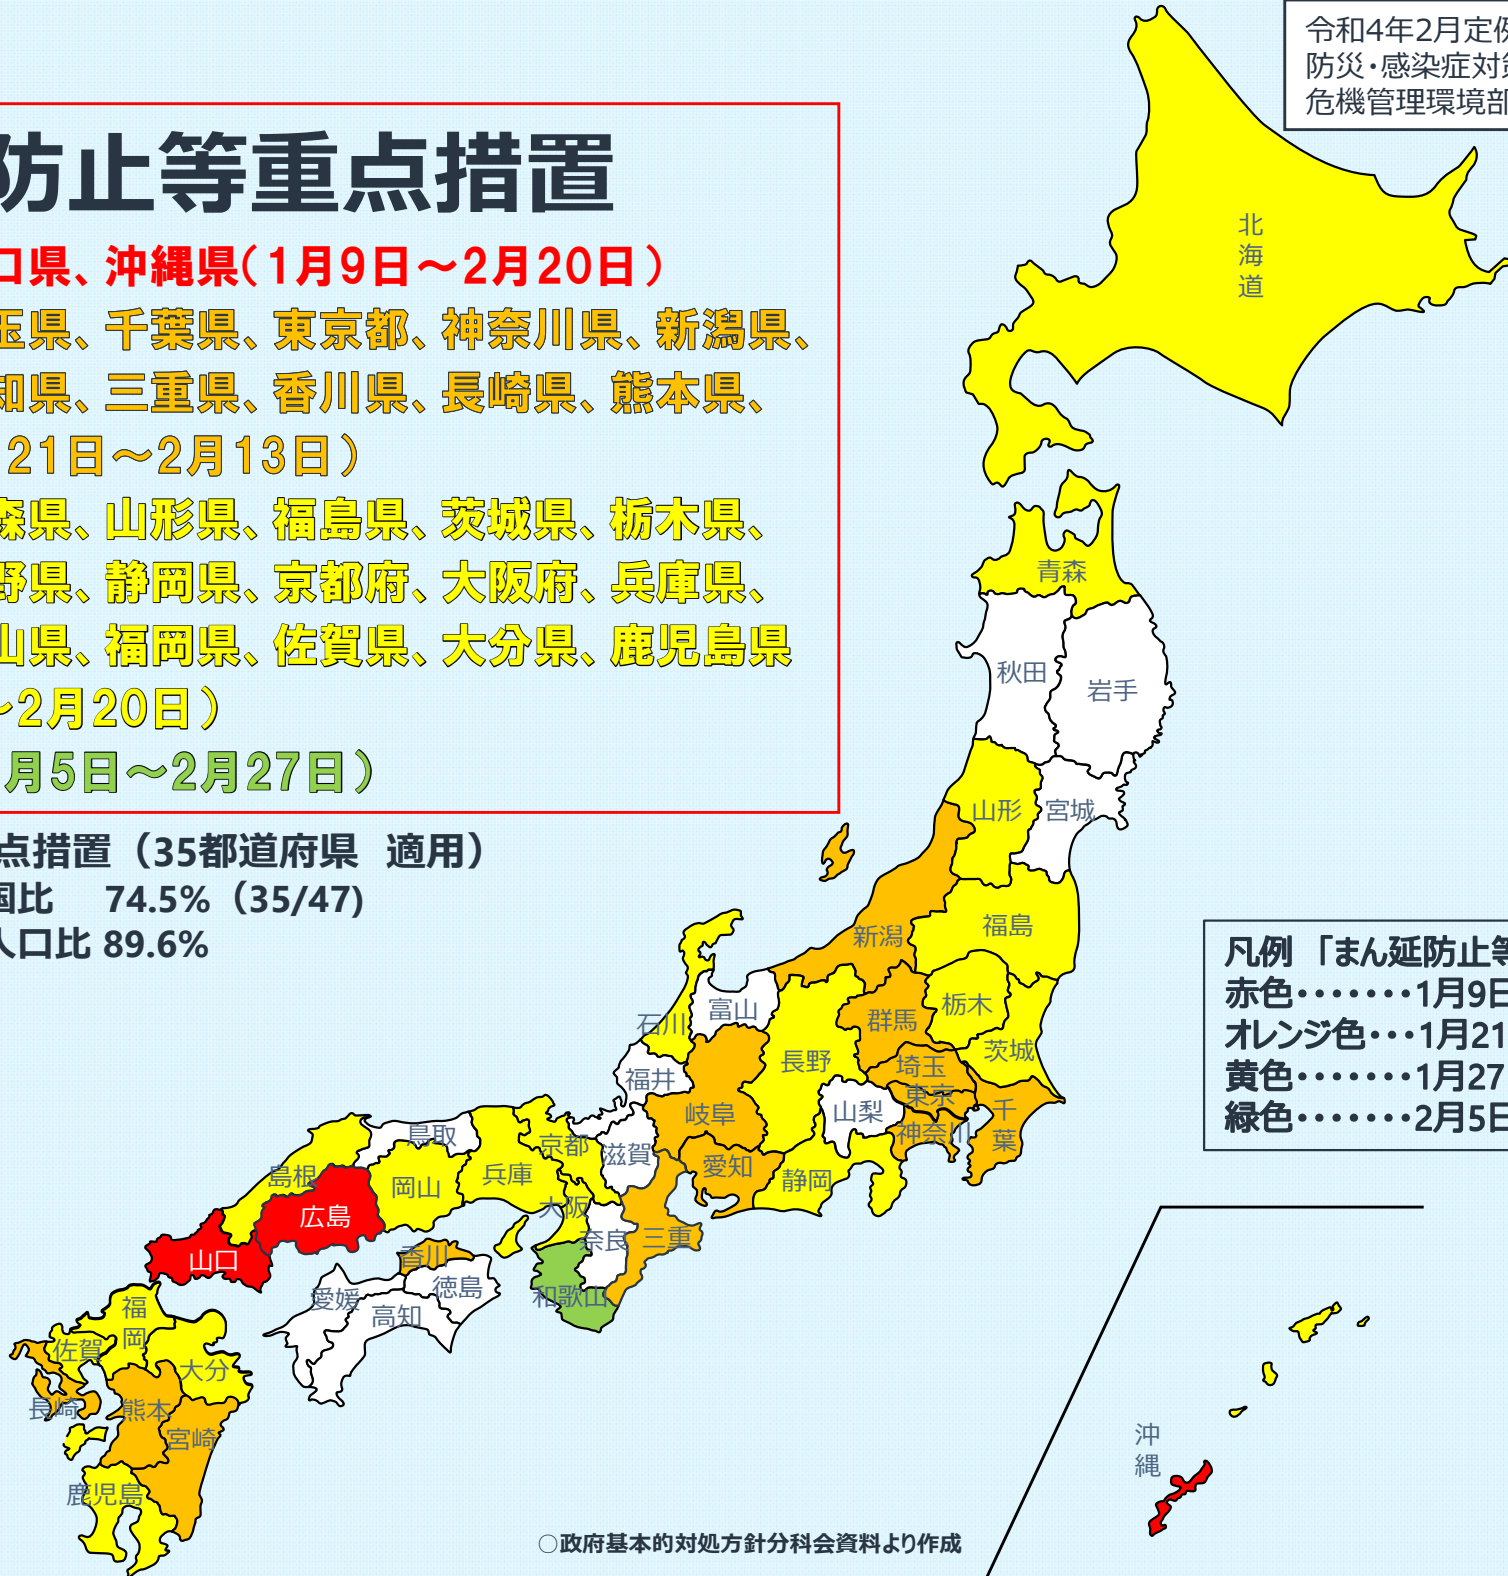 令和4年2月定例
防災・感染症対策
危機管理環境部
防止等重点措置
口県、沖縄県(1月9日～2月20日)
玉県、千葉県、東京都、神奈川県、新潟県、
知県、三重県、香川県、長崎県、熊本県、
21日～2月13日)
森県、山形県、福島県、茨城県、栃木県、
野県、静岡県、京都府、大阪府、兵庫県、
山県、福岡県、佐賀県、大分県、鹿児島県
～2月20日)
月5日～2月27日)
点措置（35都道府県 適用）
国比 74.5%（35/47)
人口比 89.6%
北海道
青森
秋田
岩手
山形
宮城
新潟
福島
富山
石川
群馬
栃木
茨城
長野
福井
埼玉
東京
千葉
岐阜
山梨
神奈川
鳥取
京都
滋賀
愛知
静岡
島根
岡山
兵庫
大阪
広島
奈良
三重
山口
香川
徳島
和歌山
愛媛
高知
福岡
佐賀
大分
長崎
熊本
宮崎
鹿児島
凡例 「まん延防止等
赤色・・・・・・・1月9日
オレンジ色・・・1月21
黄色・・・・・・・1月27
緑色・・・・・・・2月5日
沖縄
○政府基本的対処方針分科会資料より作成